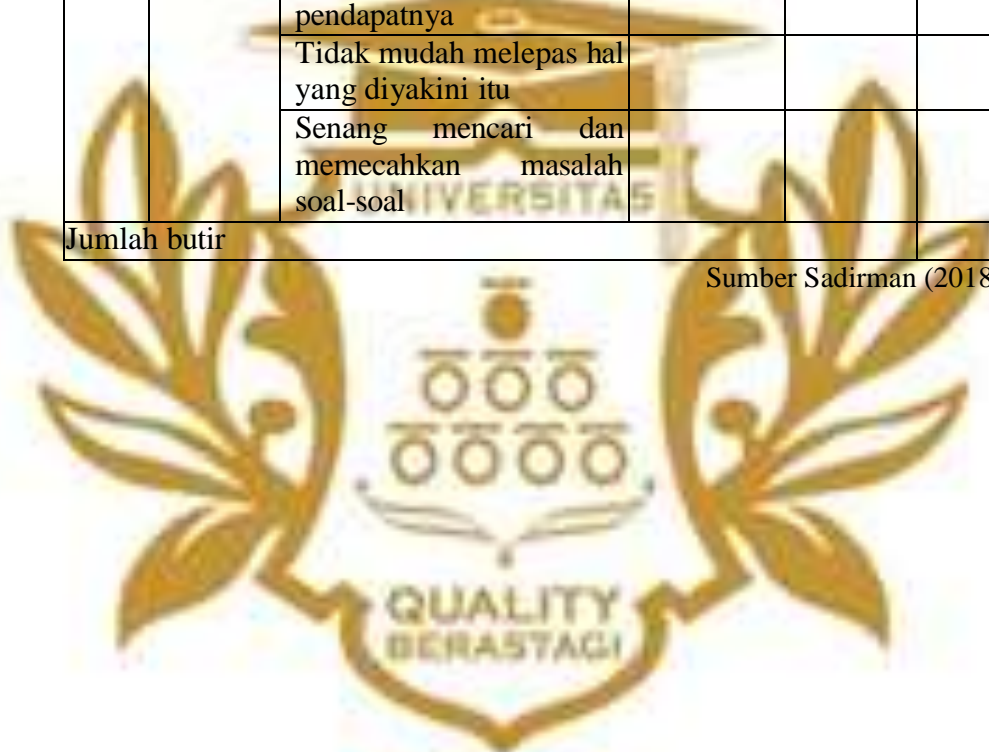 pendapatnya
Tidak mudah melepas hal
yang diyakini itu
Senang mencari dan
memecahkan masalah
soal-soal
UNIVERSITAS
Jumlah butir
Sumber Sadirman (2018
QUALITY
BERASTAGI